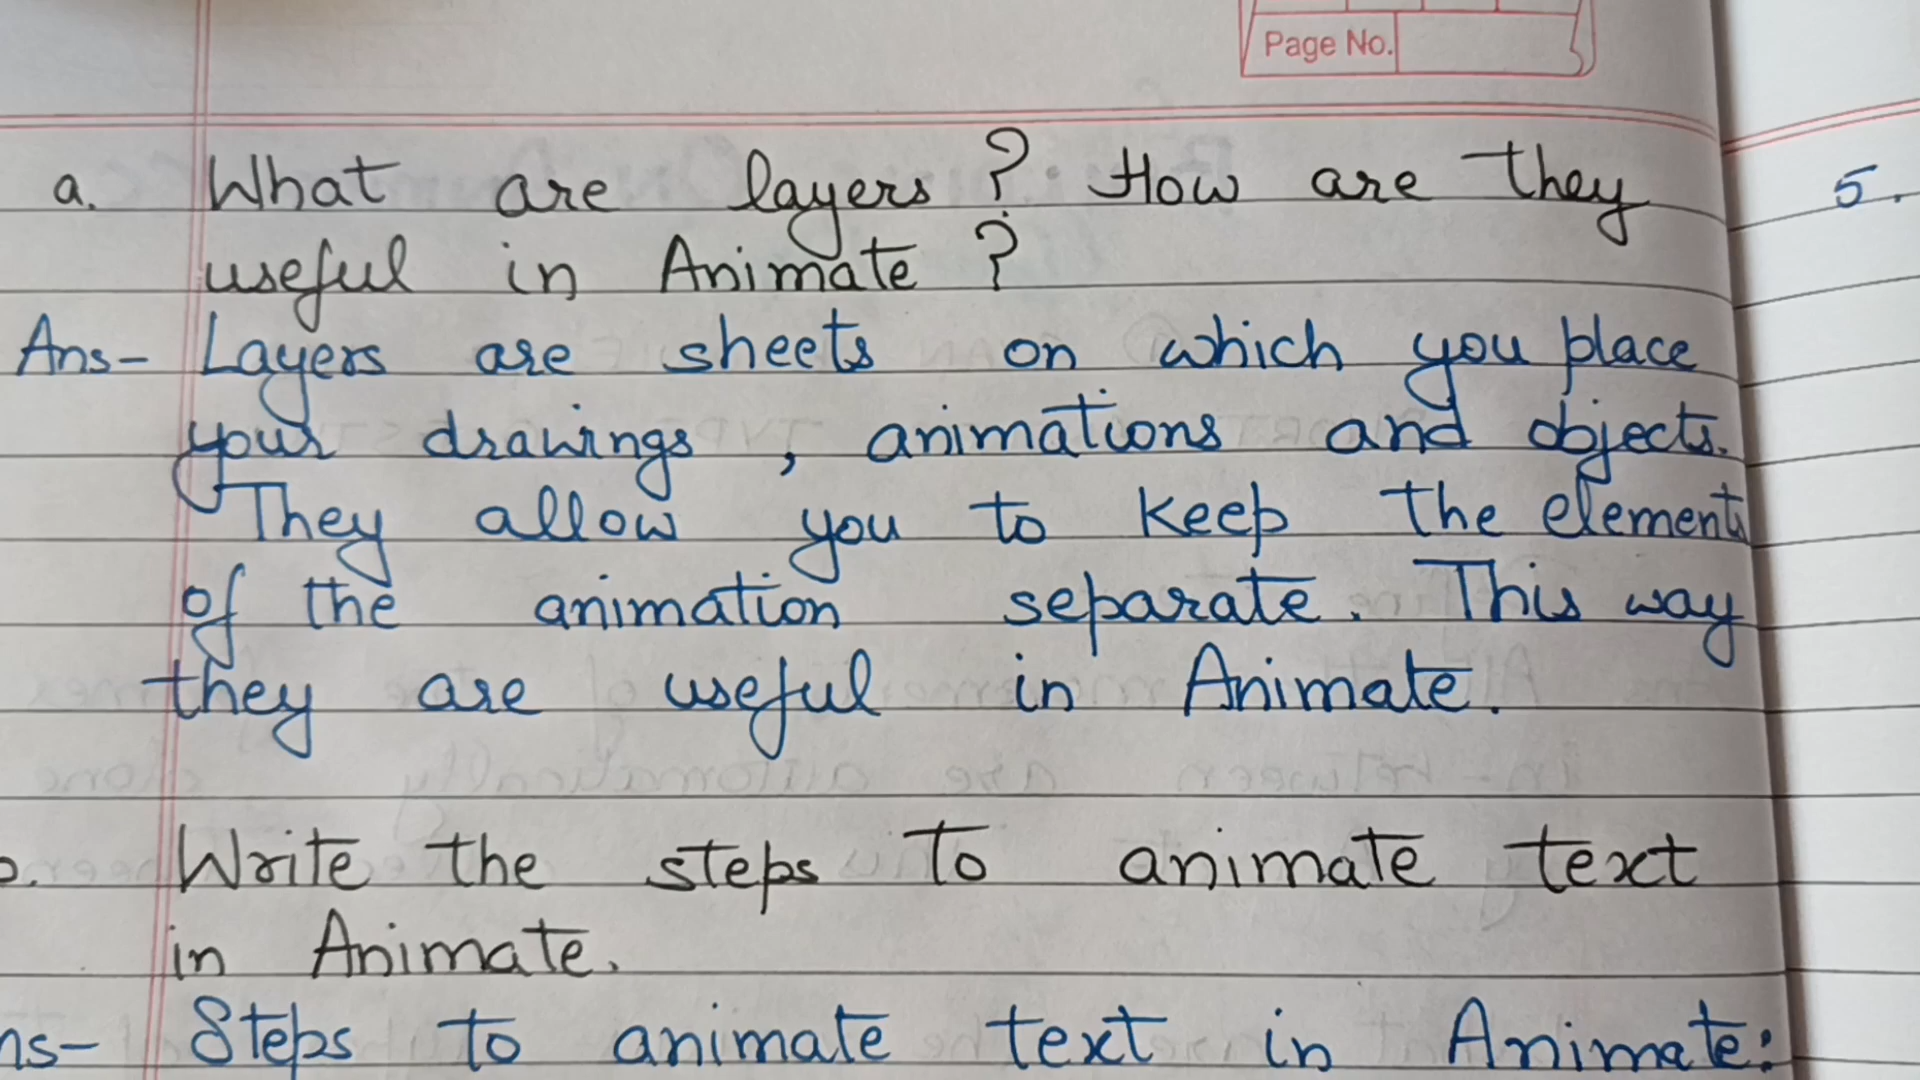 Page No.
a. What are layers ? How are they
useful in Animate ?
Ans- Layers are sheets on which you place
your drawings , animations and objects.
They allow you to keep the elements
of the animation separate. This way
they are useful in Animate.
Write the steps to animate text
in Animate.
ns- Steps to animate text in Animate:
5.